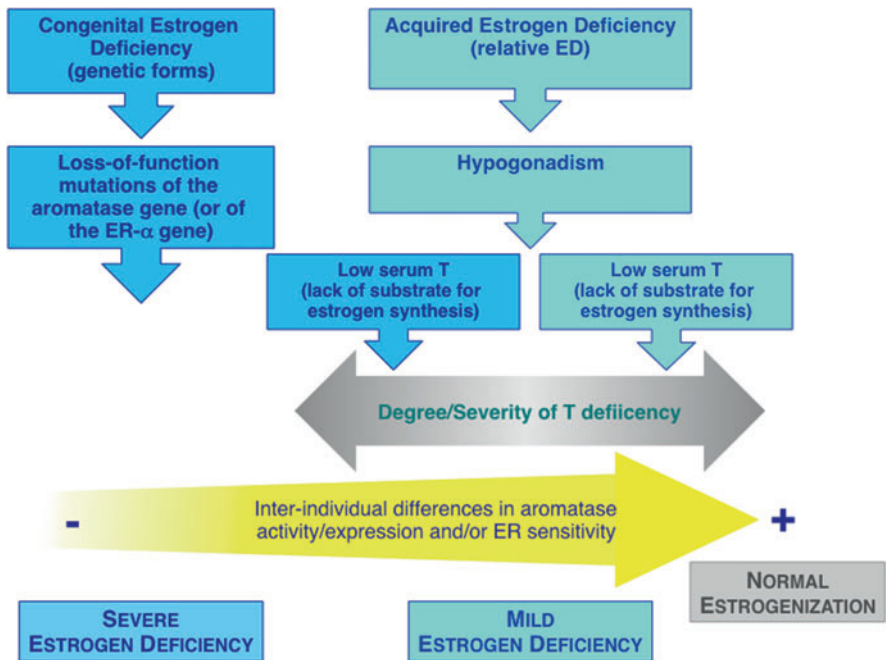 Congenital Estrogen
Deficiency
(genetic forms)
Acquired Estrogen Deficiency
(relative ED)
Loss-of-function
mutations of the
aromatase gene (or of
the ER-α gene)
Hypogonadism
Low serum T
(lack of substrate for
estrogen synthesis)
Low serum T
(lack of substrate for
estrogen synthesis)
Degree/Severity of T defiicency
Inter-individual differences in aromatase
activity/expression and/or ER sensitivity
-
+
NORMAL
ESTROGENIZATION
SEVERE
ESTROGEN DEFICIENCY
MILD
ESTROGEN DEFICIENCY